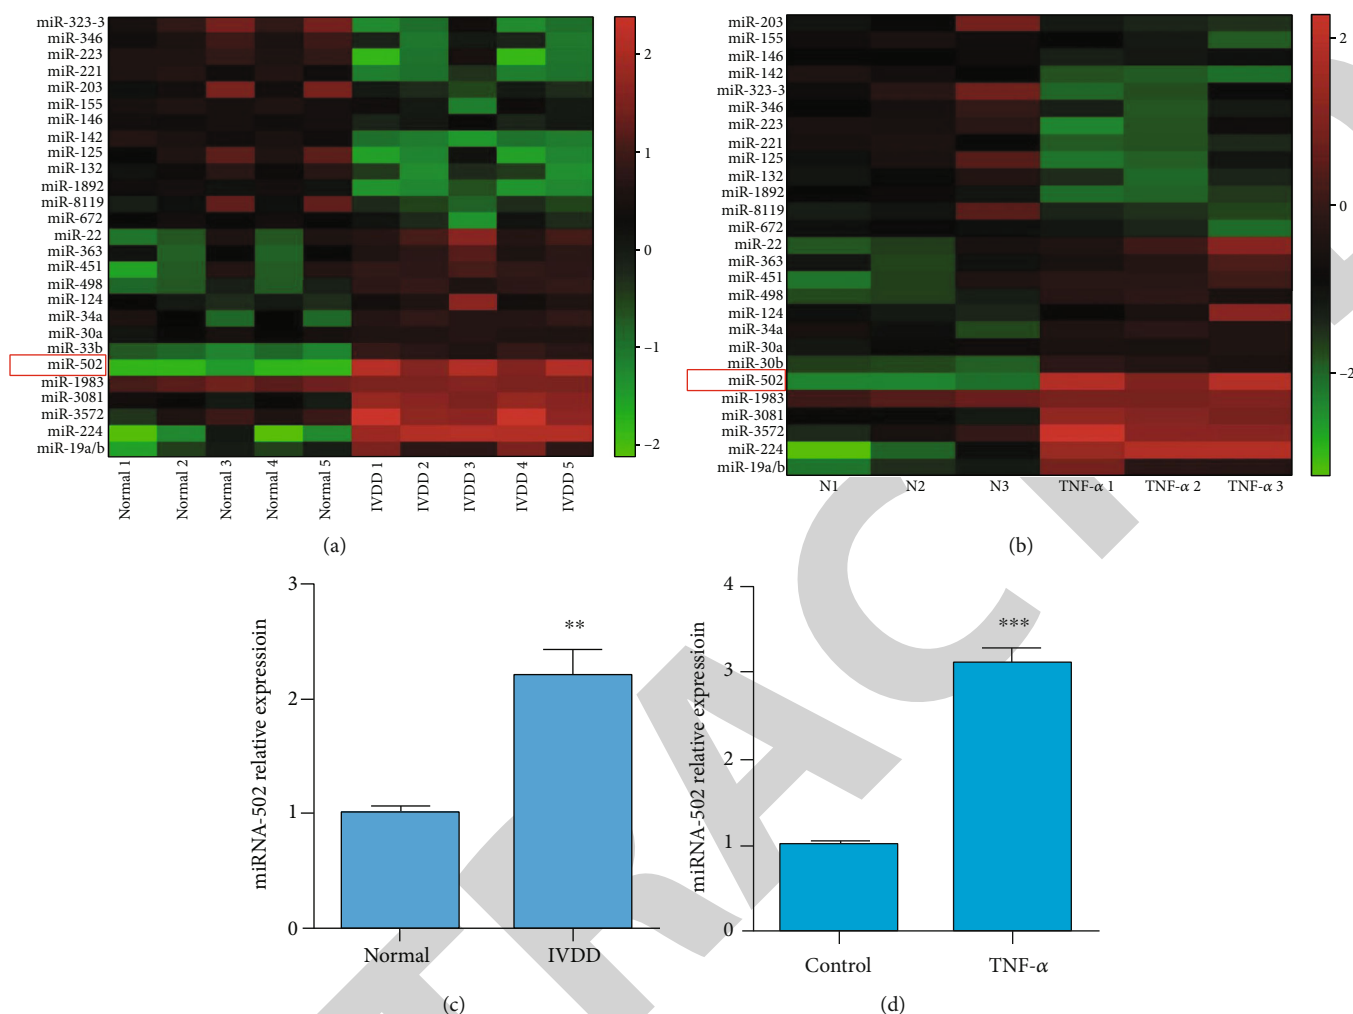 miR-323-3
miR-346
miR-223
miR-221
miR-203
miR-155
miR-146
miR-142
miR-125
miR-132
miR-1892
miR-8119
miR-672
miR-22
miR-363
miR-451
miR-498
miR-124
miR-34a
miR-30a
miR-33b
miR-502
miR-1983
miR-3081
miR-3572
miR-224
miR-19a/b
Normal 1
Normal 2
Normal 3
Normal 4
Normal 5
IVDD 1
IVDD 2
IVDD 3
IVDD 4
IVDD 5
2
1
0
−1
−2
(a)
miR-203
miR-155
miR-146
miR-142
miR-323-3
miR-346
miR-223
miR-221
miR-125
miR-132
miR-1892
miR-8119
miR-672
miR-22
miR-363
miR-451
miR-498
miR-124
miR-34a
miR-30a
miR-30b
miR-502
miR-1983
miR-3081
miR-3572
miR-224
miR-19a/b
N1 N2 N3 TNF-α 1 TNF-α 2 TNF-α 3
2
0
−2
(b)
miRNA-502 relative expressioin
3
2
1
0
**
Normal IVDD
(c)
miRNA-502 relative expressioin
4
3
2
1
0
***
Control TNF-α
(d)